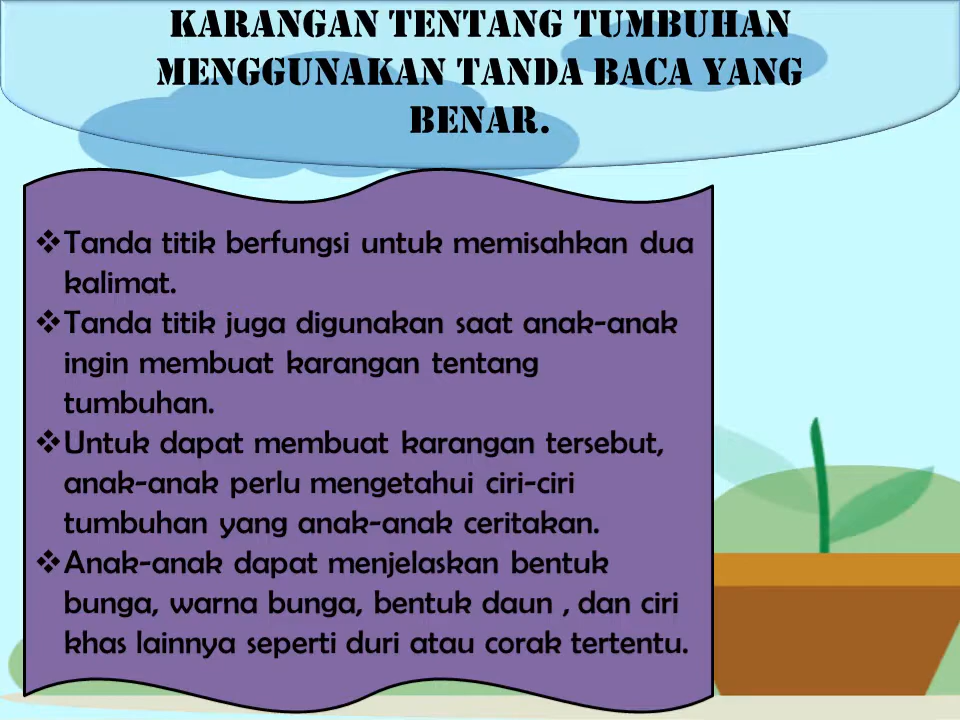 KARANGAN TENTANG TUMBUHAN
MENGGUNAKAN TANDA BACA YANG
BENAR.
❖Tanda titik berfungsi untuk memisahkan dua
kalimat.
❖Tanda titik juga digunakan saat anak-anak
ingin membuat karangan tentang
tumbuhan.
❖Untuk dapat membuat karangan tersebut,
anak-anak perlu mengetahui ciri-ciri
tumbuhan yang anak-anak ceritakan.
❖Anak-anak dapat menjelaskan bentuk
bunga, warna bunga, bentuk daun , dan ciri
khas lainnya seperti duri atau corak tertentu.